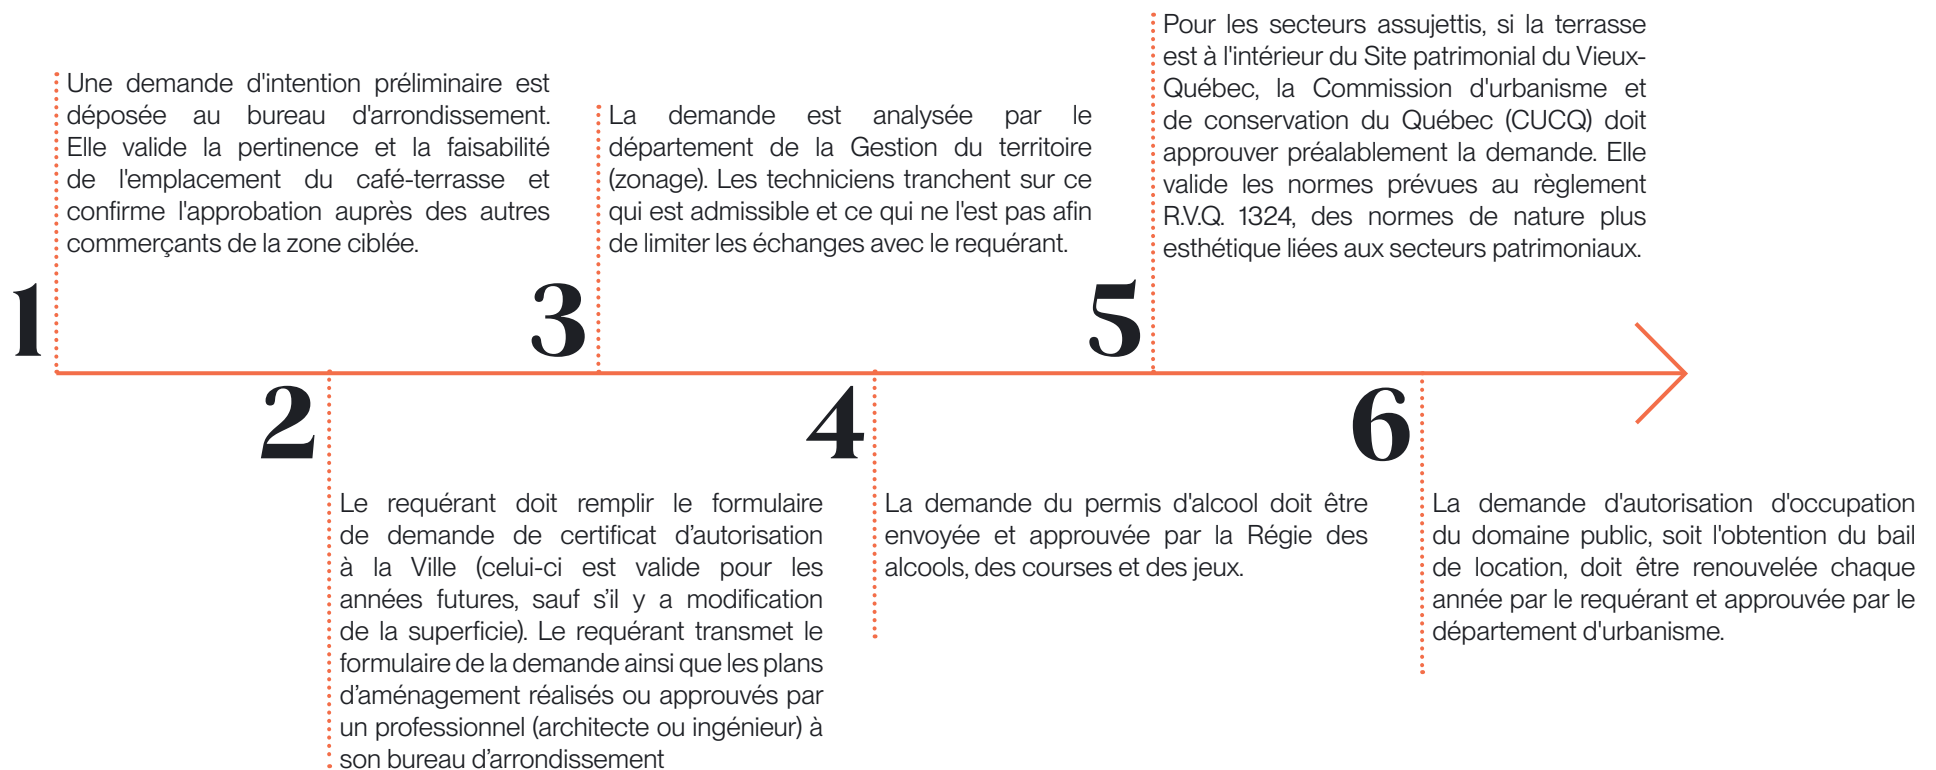 1
Une demande d'intention préliminaire est
déposée au bureau d'arrondissement.
Elle valide la pertinence et la faisabilité
de l'emplacement du café-terrasse et
confirme l'approbation auprès des autres
commerçants de la zone ciblée.
2
Le requérant doit remplir le formulaire
de demande de certificat d’autorisation
à la Ville (celui-ci est valide pour les
années futures, sauf s’il y a modification
de la superficie). Le requérant transmet le
formulaire de la demande ainsi que les plans
d’aménagement réalisés ou approuvés par
un professionnel (architecte ou ingénieur) à
son bureau d’arrondissement
3
La demande est analysée par le
département de la Gestion du territoire
(zonage). Les techniciens tranchent sur ce
qui est admissible et ce qui ne l'est pas afin
de limiter les échanges avec le requérant.
4
La demande du permis d'alcool doit être
envoyée et approuvée par la Régie des
alcools, des courses et des jeux.
5
Pour les secteurs assujettis, si la terrasse
est à l'intérieur du Site patrimonial du Vieux-
Québec, la Commission d'urbanisme et
de conservation du Québec (CUCQ) doit
approuver préalablement la demande. Elle
valide les normes prévues au règlement
R.V.Q. 1324, des normes de nature plus
esthétique liées aux secteurs patrimoniaux.
6
La demande d'autorisation d'occupation
du domaine public, soit l'obtention du bail
de location, doit être renouvelée chaque
année par le requérant et approuvée par le
département d'urbanisme.